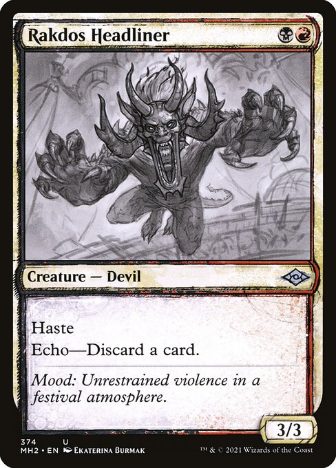 Rakdos Headliner
Creature — Devil
Haste
Echo—Discard a card.
Mood: Unrestrained violence in a
festival atmosphere.
3/3
374 U
MH2 • EN Ekaterina Burmak
™ & © 2021 Wizards of the Coast